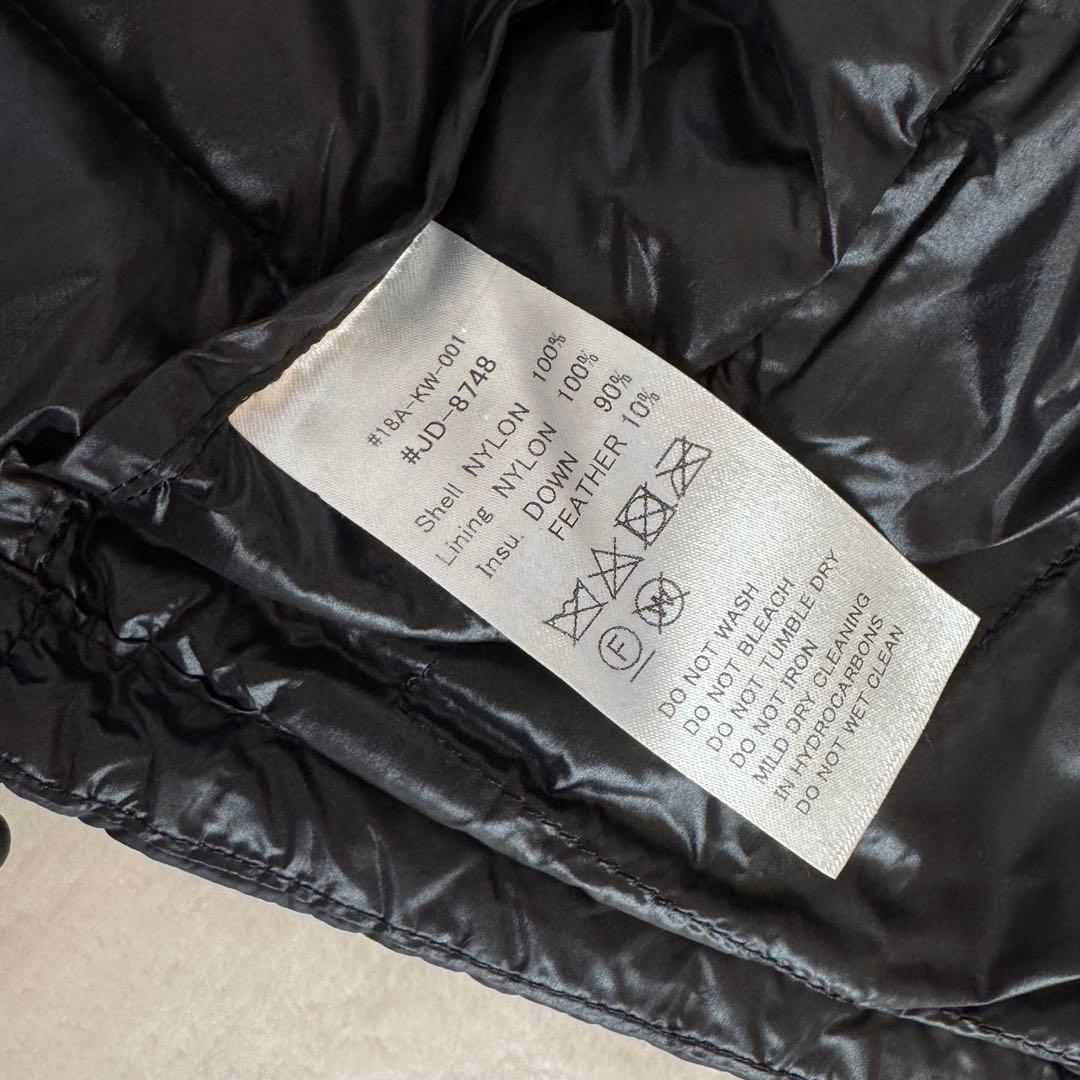 #18A-KW-001
#JD-8748
Shell NYLON 100%
Lining NYLON 100%
Insu. DOWN 90%
FEATHER 10%
W
F
DO NOT WASH
DO NOT BLEACH
DO NOT TUMBLE DRY
DO NOT IRON
MILD DRY CLEANING
IN HYDROCARBONS
DO NOT WET CLEAN